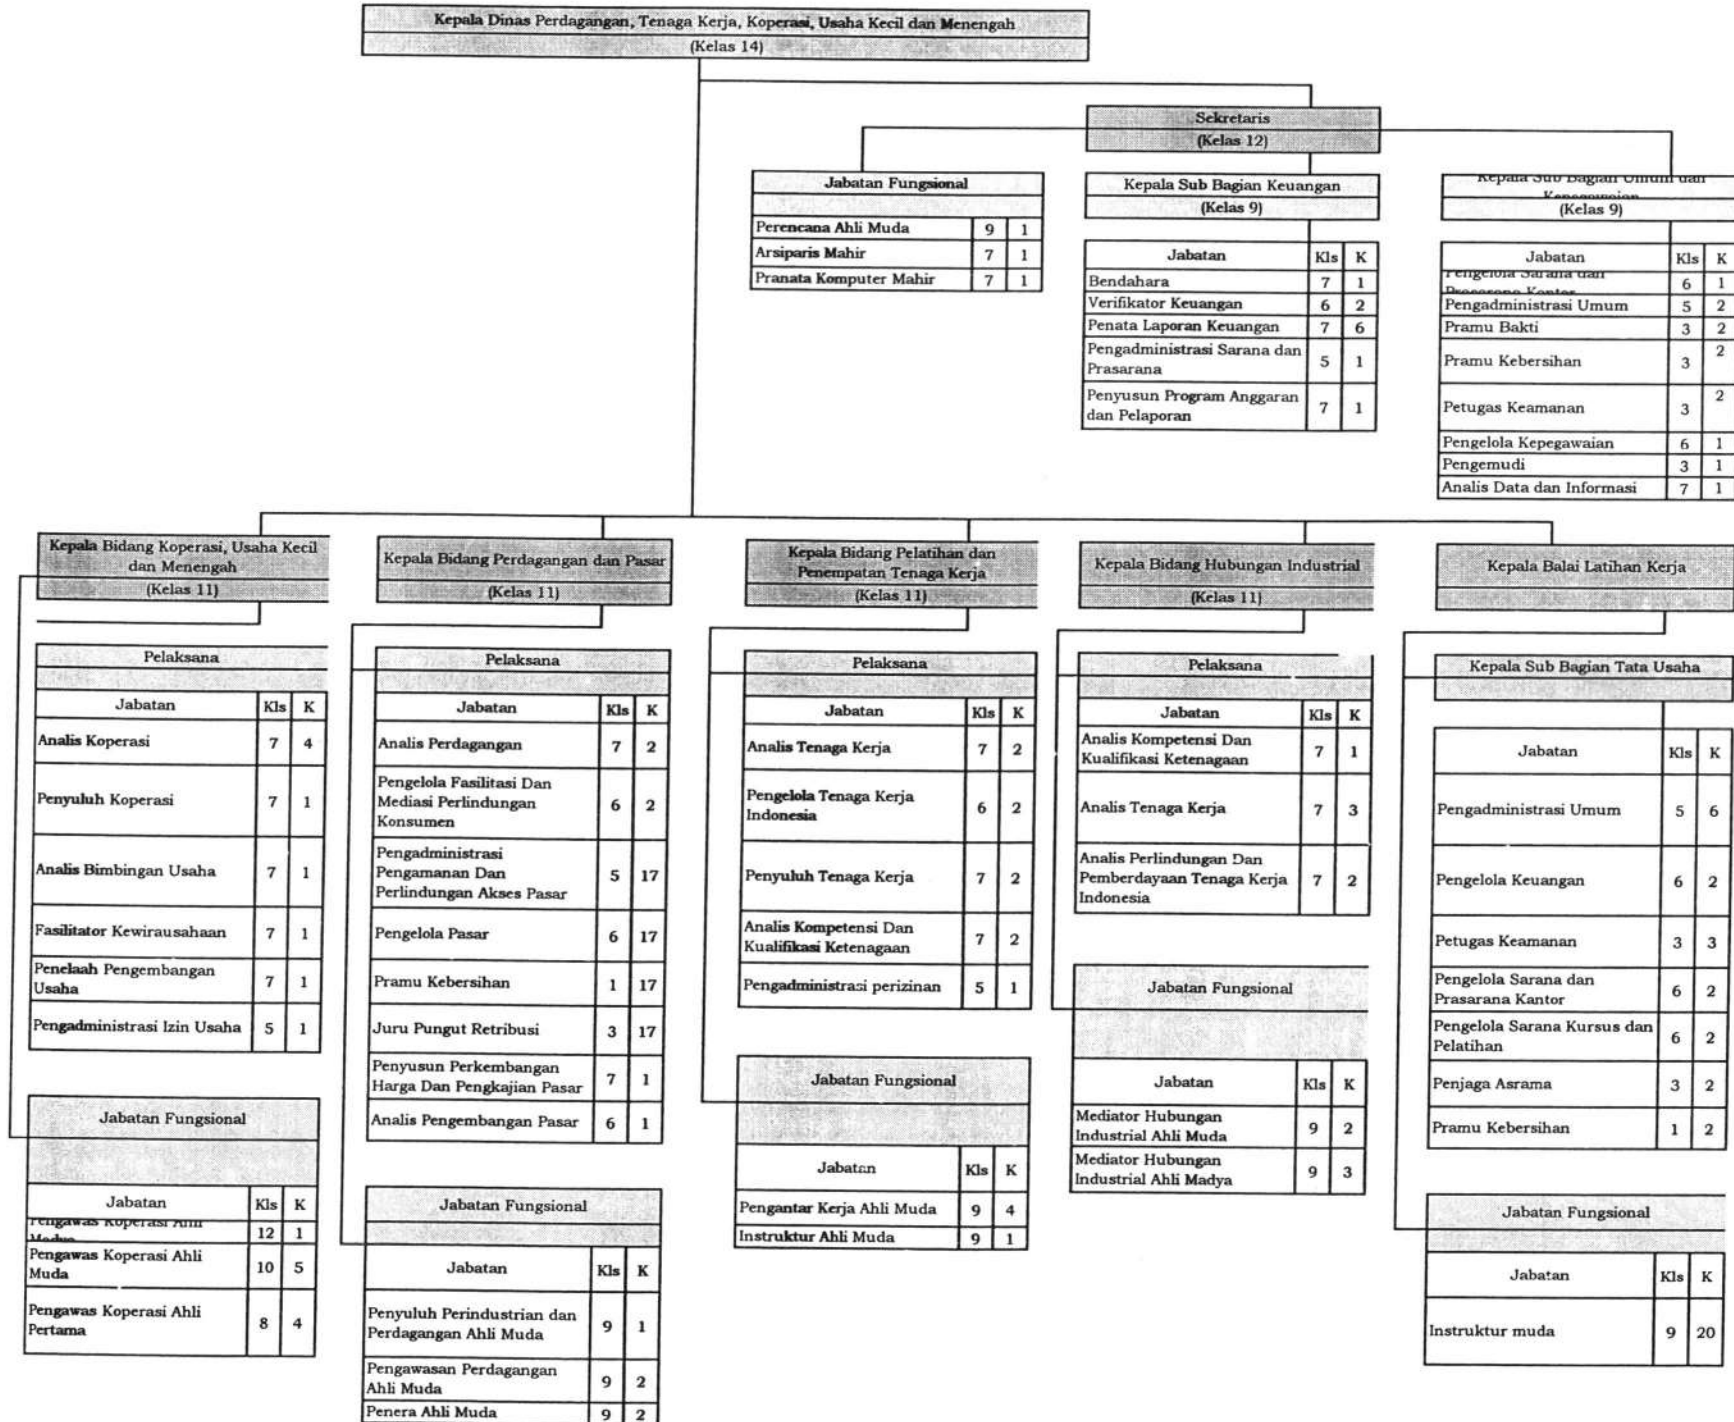 Kepala Dinas Perdagangan, Tenaga Kerja, Koperasi, Usaha Kecil dan Menengah
(Kelas 14)
Sekretaris
(Kelas 12)
Jabatan Fungsional
Perencana Ahli Muda 9 1
Arsiparis Mahir 7 1
Pranata Komputer Mahir 7 1
Kepala Sub Bagian Keuangan
(Kelas 9)
Jabatan Kls K
Bendahara 7 1
Verifikator Keuangan 6 2
Penata Laporan Keuangan 7 6
Pengadministrasi Sarana dan
Prasarana 5 1
Penyusun Program Anggaran
dan Pelaporan 7 1
Kepala Sub Bagian Umum dan
Kepegawaian
(Kelas 9)
Jabatan Kls K
Pengelola Sarana dan
Prasarana Kantor 6 1
Pengadministrasi Umum 5 2
Pramu Bakti 3 2
Pramu Kebersihan 3 2
Petugas Keamanan 3 2
Pengelola Kepegawaian 6 1
Pengemudi 3 1
Analis Data dan Informasi 7 1
Kepala Bidang Koperasi, Usaha Kecil
dan Menengah
(Kelas 11)
Pelaksana
Jabatan Kls K
Analis Koperasi 7 4
Penyuluh Koperasi 7 1
Analis Bimbingan Usaha 7 1
Fasilitator Kewirausahaan 7 1
Penelaah Pengembangan
Usaha 7 1
Pengadministrasi Izin Usaha 5 1
Jabatan Fungsional
Jabatan Kls K
Pengawas Koperasi Ahli
Madya 12 1
Pengawas Koperasi Ahli
Muda 10 5
Pengawas Koperasi Ahli
Pertama 8 4
Kepala Bidang Perdagangan dan Pasar
(Kelas 11)
Pelaksana
Jabatan Kls K
Analis Perdagangan 7 2
Pengelola Fasilitasi Dan
Mediasi Perlindungan 6 2
Konsumen
Pengadministrasi
Pengamanan Dan 5 17
Perlindungan Akses Pasar
Pengelola Pasar 6 17
Pramu Kebersihan 1 17
Juru Pungut Retribusi 3 17
Penyusun Perkembangan
Harga Dan Pengkajian Pasar 7 1
Analis Pengembangan Pasar 6 1
Jabatan Fungsional
Jabatan Kls K
Penyuluh Perindustrian dan
Perdagangan Ahli Muda 9 1
Pengawasan Perdagangan
Ahli Muda 9 2
Penera Ahli Muda 9 2
Kepala Bidang Pelatihan dan
Penempatan Tenaga Kerja
(Kelas 11)
Pelaksana
Jabatan Kls K
Analis Tenaga Kerja 7 2
Pengelola Tenaga Kerja
Indonesia 6 2
Penyuluh Tenaga Kerja 7 2
Analis Kompetensi Dan
Kualifikasi Ketenagaan 7 2
Pengadministrasi perizinan 5 1
Jabatan Fungsional
Jabatan Kls K
Pengantar Kerja Ahli Muda 9 4
Instruktur Ahli Muda 9 1
Kepala Bidang Hubungan Industrial
(Kelas 11)
Pelaksana
Jabatan Kls K
Analis Kompetensi Dan
Kualifikasi Ketenagaan 7 1
Analis Tenaga Kerja 7 3
Analis Perlindungan Dan
Pemberdayaan Tenaga Kerja 7 2
Indonesia
Jabatan Fungsional
Jabatan Kls K
Mediator Hubungan
Industrial Ahli Muda 9 2
Mediator Hubungan
Industrial Ahli Madya 9 3
Kepala Balai Latihan Kerja
Kepala Sub Bagian Tata Usaha
Jabatan Kls K
Pengadministrasi Umum 5 6
Pengelola Keuangan 6 2
Petugas Keamanan 3 3
Pengelola Sarana dan
Prasarana Kantor 6 2
Pengelola Sarana Kursus dan
Pelatihan 6 2
Penjaga Asrama 3 2
Pramu Kebersihan 1 2
Jabatan Fungsional
Jabatan Kls K
Instruktur muda 9 20